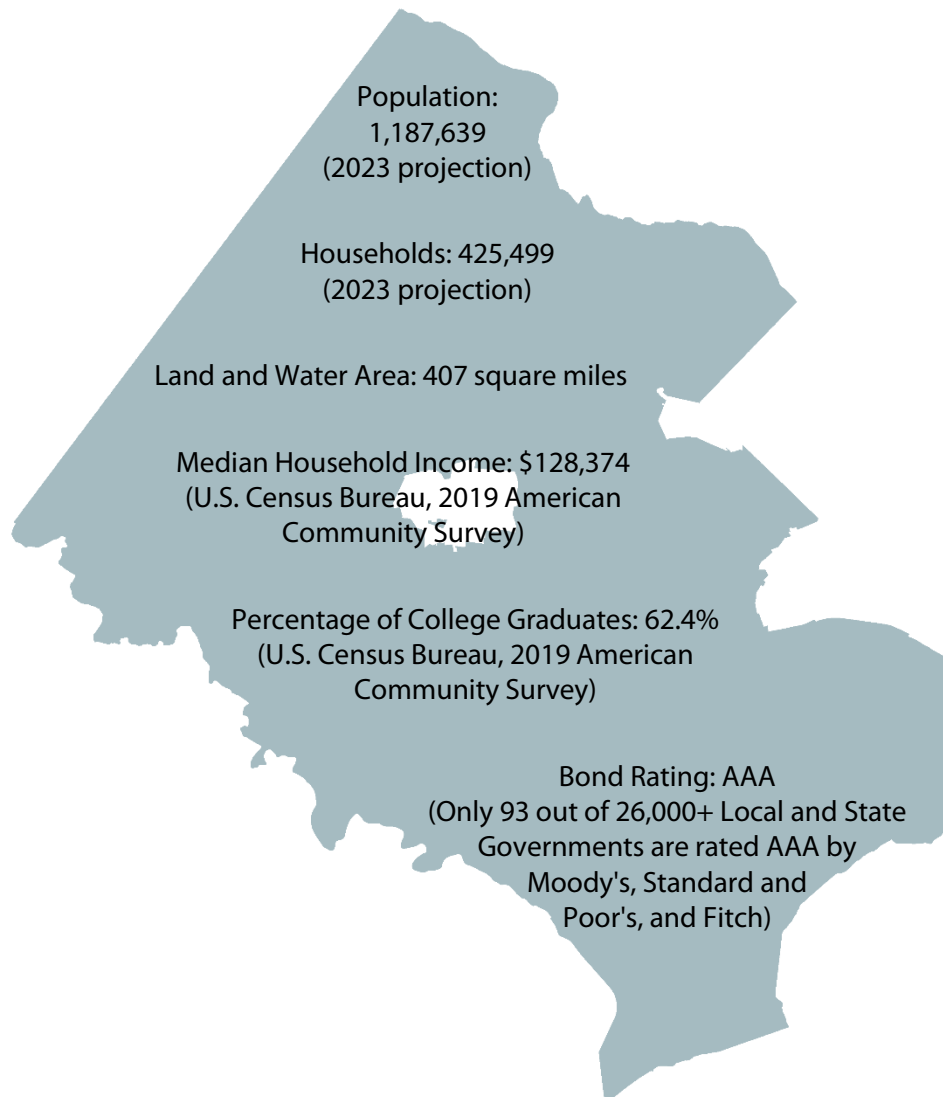 Population:
1,187,639
(2023 projection)
Households: 425,499
(2023 projection)
Land and Water Area: 407 square miles
Median Household Income: $128,374
(U.S. Census Bureau, 2019 American
Community Survey)
Percentage of College Graduates: 62.4%
(U.S. Census Bureau, 2019 American
Community Survey)
Bond Rating: AAA
(Only 93 out of 26,000+ Local and State
Governments are rated AAA by
Moody's, Standard and
Poor's, and Fitch)